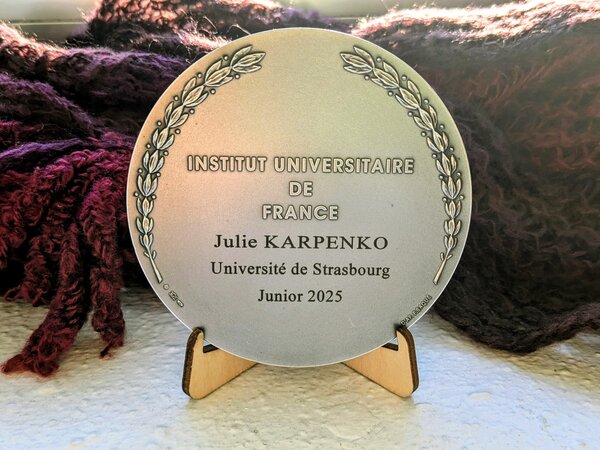 INSTITUT UNIVERSITAIRE
DE
FRANCE
Julie KARPENKO
Université de Strasbourg
Junior 2025